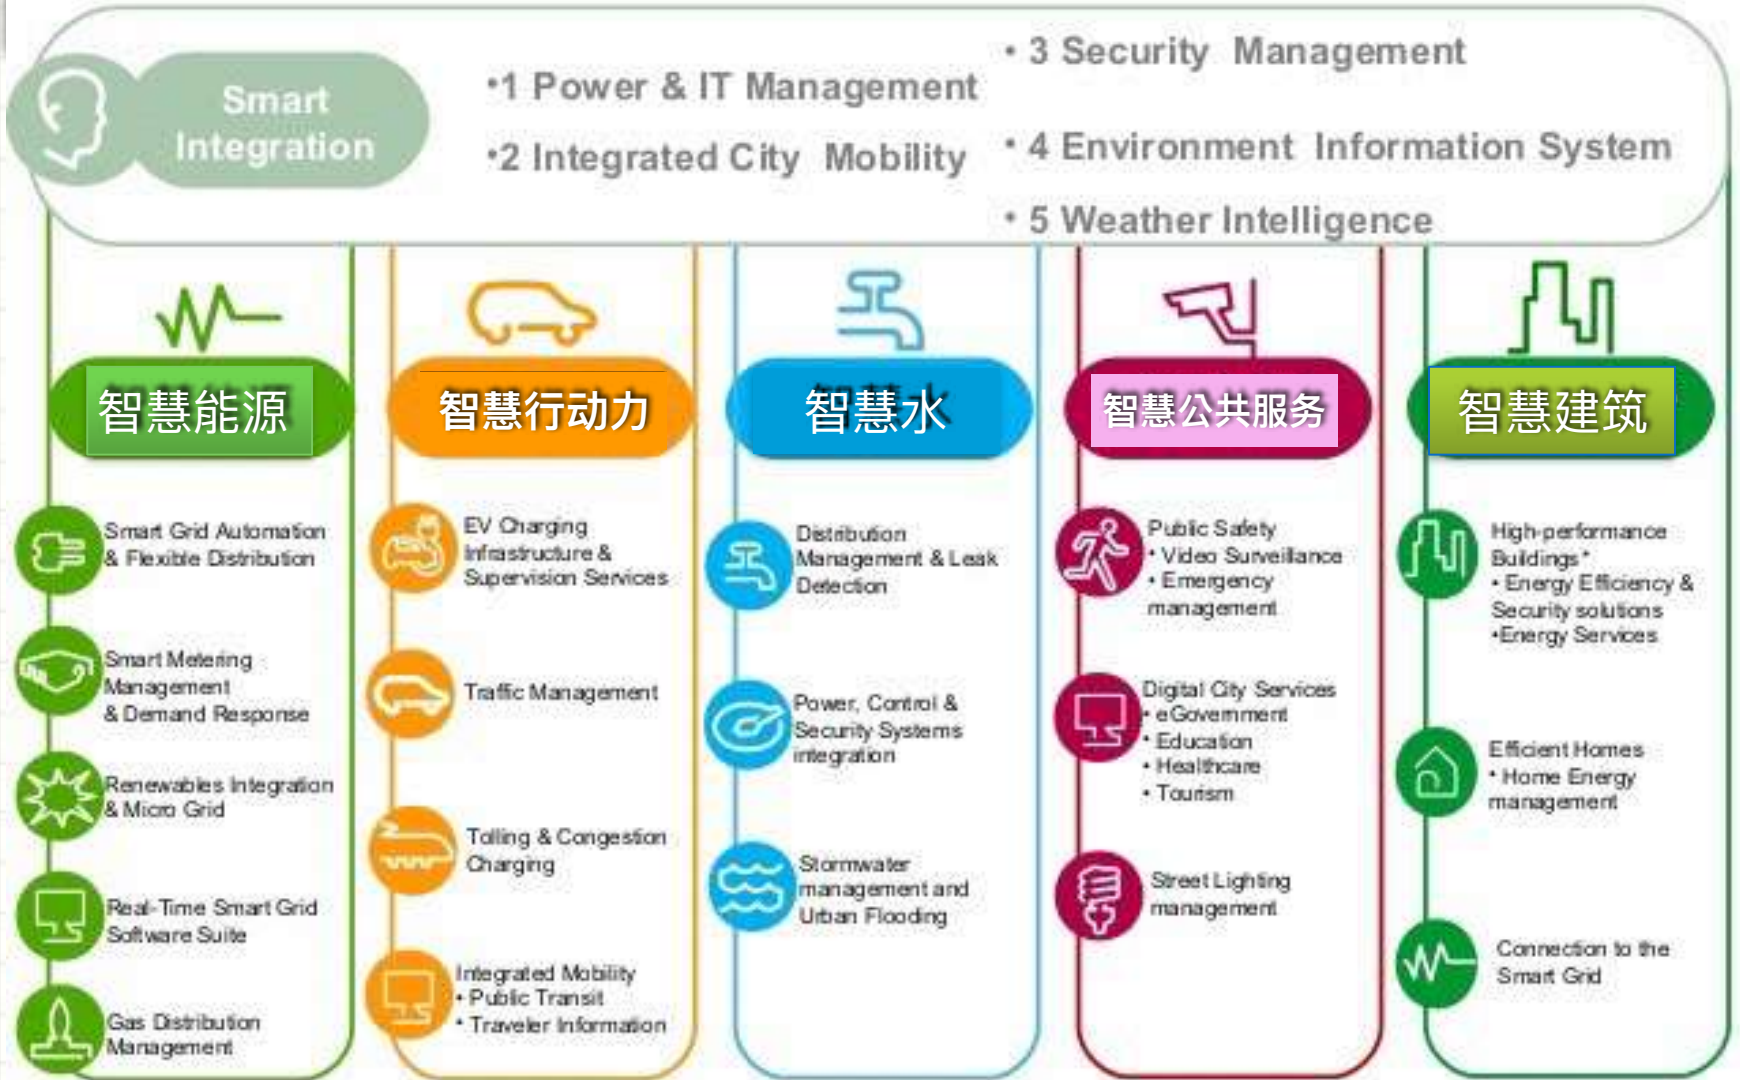 Smart
Integration
•1 Power & IT Management
•2 Integrated City Mobility
• 3 Security Management
• 4 Environment Information System
• 5 Weather Intelligence
智慧能源
Smart Grid Automation
& Flexible Distribution
Smart Metering
Management
& Demand Response
Renewables Integration
& Micro Grid
Real-Time Smart Grid
Software Suite
Gas Distribution
Management
智慧行动力
EV Charging
Infrastructure &
Supervision Services
Traffic Management
Tolling & Congestion
Charging
Integrated Mobility
• Public Transit
• Traveler Information
智慧水
Distribution
Management & Leak
Detection
Power, Control &
Security Systems
integration
Stormwater
management and
Urban Flooding
智慧公共服务
Public Safety
• Video Surveillance
• Emergency
management
Digital City Services
• eGovernment
• Education
• Healthcare
• Tourism
Street Lighting
management
智慧建筑
High-performance
Buildings*
• Energy Efficiency &
Security solutions
•Energy Services
Efficient Homes
• Home Energy
management
Connection to the
Smart Grid